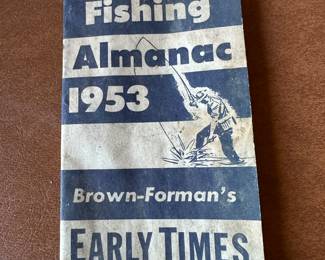 Fishing
Almanac
1953
Brown-Forman's
EARLY TIMES